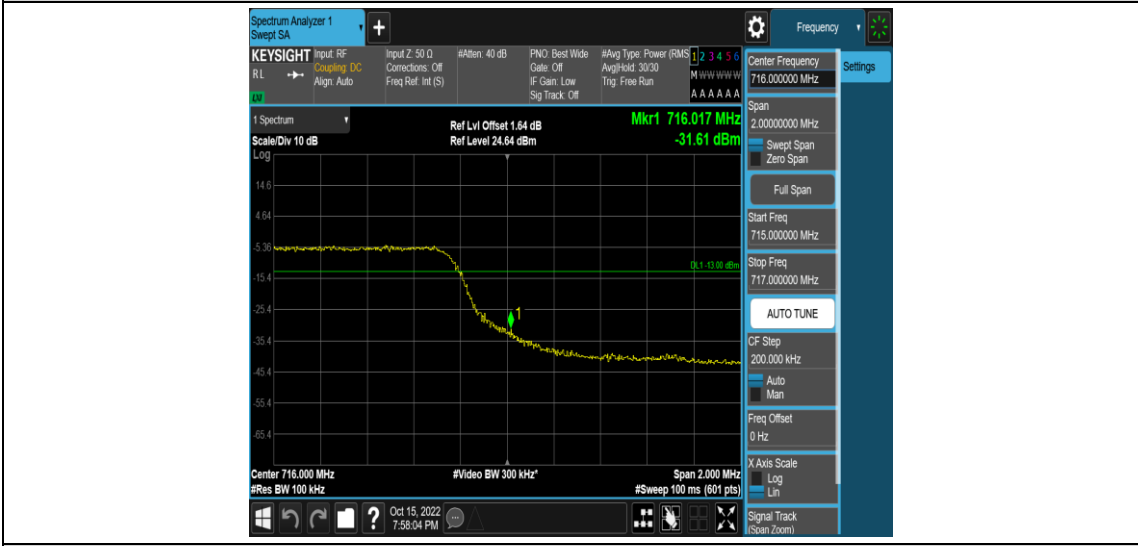 Spectrum Analyzer 1
Swept SA
+
Frequency
KEYSIGHT
RL
Input: RF
Coupling: DC
Align: Auto
Input Z: 50 Ω
Corrections: Off
Freq Ref: Int (S)
#Atten: 40 dB
PNO: Best Wide
Gate: Off
IF Gain: Low
Sig Track: Off
#Avg Type: Power (RMS
Avg|Hold: 30/30
Trig: Free Run
1 2 3 4 5 6
M W W W W W
A A A A A A
1 Spectrum
Scale/Div 10 dB
Log
Ref Lvl Offset 1.64 dB
Ref Level 24.64 dBm
Mkr1 716.017 MHz
-31.61 dBm
14.6
4.64
-5.36
-15.4
-25.4
-35.4
-45.4
-55.4
-65.4
DL1 -13.00 dBm
1
Center 716.000 MHz
#Res BW 100 kHz
#Video BW 300 kHz*
Span 2.000 MHz
#Sweep 100 ms (601 pts)
?
Oct 15, 2022
7:58:04 PM
Center Frequency
716.000000 MHz
Settings
Span
2.00000000 MHz
Swept Span
Zero Span
Full Span
Start Freq
715.000000 MHz
Stop Freq
717.000000 MHz
AUTO TUNE
CF Step
200.000 kHz
Auto
Man
Freq Offset
0 Hz
X Axis Scale
Log
Lin
Signal Track
(Span Zoom)